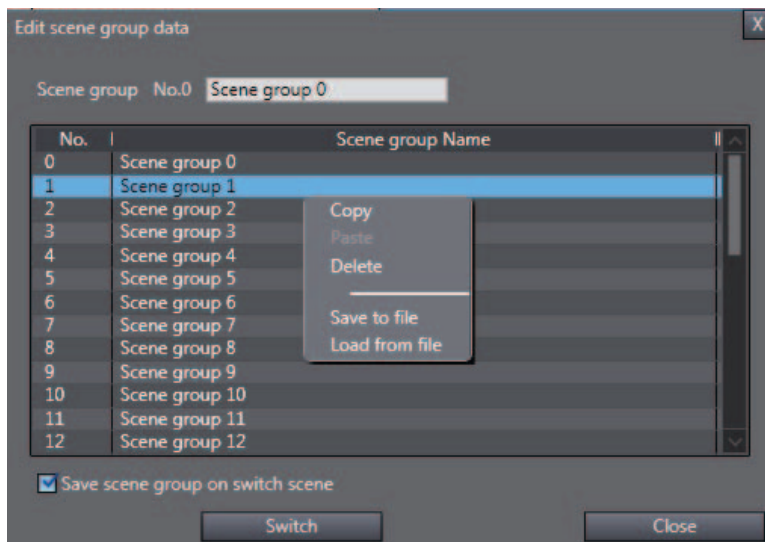 Edit scene group data X
Scene group No.0 Scene group 0
No. Scene group Name
0 Scene group 0
1 Scene group 1
2 Scene group 2
3 Scene group 3
4 Scene group 4
5 Scene group 5
6 Scene group 6
7 Scene group 7
8 Scene group 8
9 Scene group 9
10 Scene group 10
11 Scene group 11
12 Scene group 12
Copy
Paste
Delete
Save to file
Load from file
Save scene group on switch scene
Switch Close